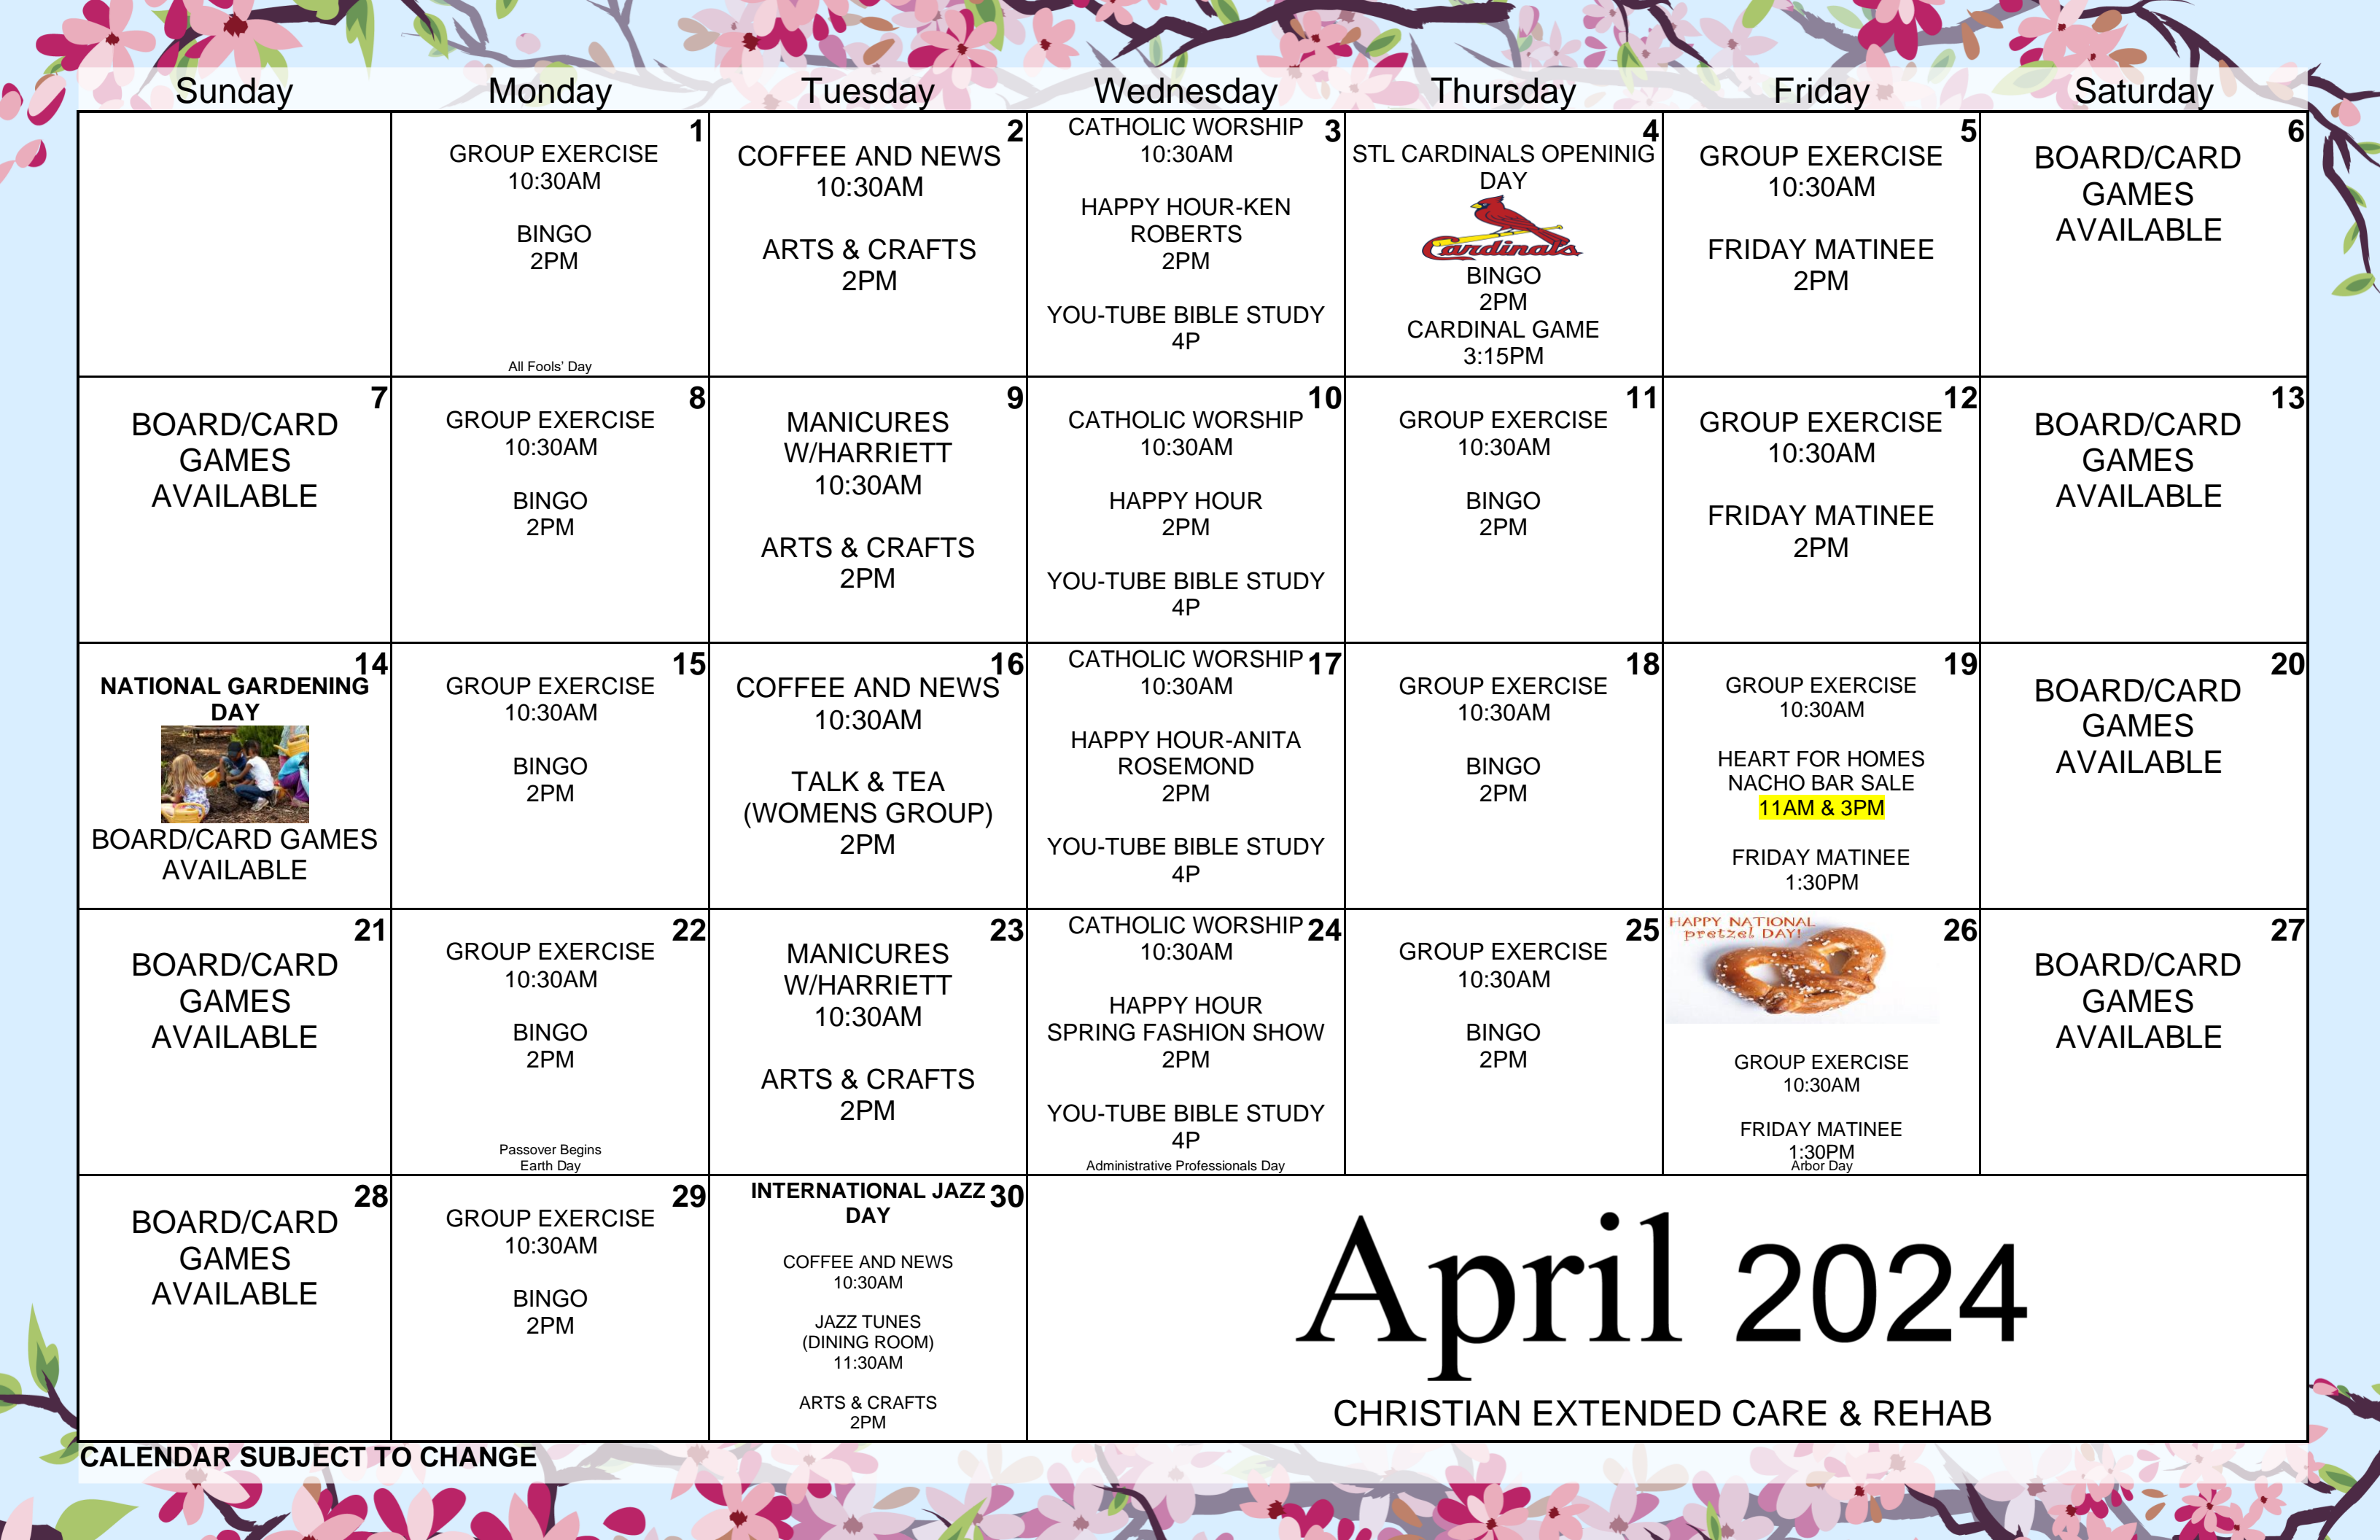 Sunday Monday Tuesday Wednesday Thursday Friday Saturday
1
GROUP EXERCISE
10:30AM
BINGO
2PM
All Fools' Day
2
COFFEE AND NEWS
10:30AM
ARTS & CRAFTS
2PM
CATHOLIC WORSHIP 3
10:30AM
HAPPY HOUR-KEN
ROBERTS
2PM
YOU-TUBE BIBLE STUDY
4P
4
STL CARDINALS OPENINIG
DAY
Cardinals
BINGO
2PM
CARDINAL GAME
3:15PM
5
GROUP EXERCISE
10:30AM
FRIDAY MATINEE
2PM
6
BOARD/CARD
GAMES
AVAILABLE
7
BOARD/CARD
GAMES
AVAILABLE
8
GROUP EXERCISE
10:30AM
BINGO
2PM
9
MANICURES
W/HARRIETT
10:30AM
ARTS & CRAFTS
2PM
10
CATHOLIC WORSHIP
10:30AM
HAPPY HOUR
2PM
YOU-TUBE BIBLE STUDY
4P
11
GROUP EXERCISE
10:30AM
BINGO
2PM
12
GROUP EXERCISE
10:30AM
FRIDAY MATINEE
2PM
13
BOARD/CARD
GAMES
AVAILABLE
14
NATIONAL GARDENING
DAY
BOARD/CARD GAMES
AVAILABLE
15
GROUP EXERCISE
10:30AM
BINGO
2PM
16
COFFEE AND NEWS
10:30AM
TALK & TEA
(WOMENS GROUP)
2PM
CATHOLIC WORSHIP 17
10:30AM
HAPPY HOUR-ANITA
ROSEMOND
2PM
YOU-TUBE BIBLE STUDY
4P
18
GROUP EXERCISE
10:30AM
BINGO
2PM
19
GROUP EXERCISE
10:30AM
HEART FOR HOMES
NACHO BAR SALE
11AM & 3PM
FRIDAY MATINEE
1:30PM
20
BOARD/CARD
GAMES
AVAILABLE
21
BOARD/CARD
GAMES
AVAILABLE
22
GROUP EXERCISE
10:30AM
BINGO
2PM
Passover Begins
Earth Day
23
MANICURES
W/HARRIETT
10:30AM
ARTS & CRAFTS
2PM
CATHOLIC WORSHIP 24
10:30AM
HAPPY HOUR
SPRING FASHION SHOW
2PM
YOU-TUBE BIBLE STUDY
4P
Administrative Professionals Day
25
GROUP EXERCISE
10:30AM
BINGO
2PM
HAPPY NATIONAL
pretzel DAY!
26
GROUP EXERCISE
10:30AM
FRIDAY MATINEE
1:30PM
Arbor Day
27
BOARD/CARD
GAMES
AVAILABLE
28
BOARD/CARD
GAMES
AVAILABLE
29
GROUP EXERCISE
10:30AM
BINGO
2PM
INTERNATIONAL JAZZ 30
DAY
COFFEE AND NEWS
10:30AM
JAZZ TUNES
(DINING ROOM)
11:30AM
ARTS & CRAFTS
2PM
April 2024
CHRISTIAN EXTENDED CARE & REHAB
CALENDAR SUBJECT TO CHANGE